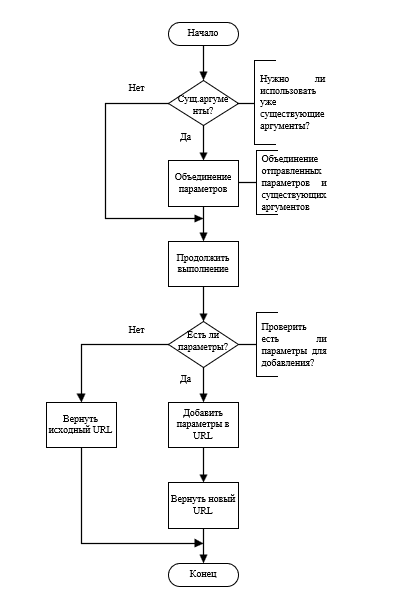 Начало
Нет
Сущ.аргуме
нты?
Нужно ли
использовать
уже
существующие
аргументы?
Да
Объединение
параметров
Объединение
отправленных
параметров и
существующих
аргументов
Продолжить
выполнение
Нет
Есть ли
параметры?
Проверить
есть ли
параметры для
добавления?
Да
Вернуть
исходный URL
Добавить
параметры в
URL
Вернуть новый
URL
Конец